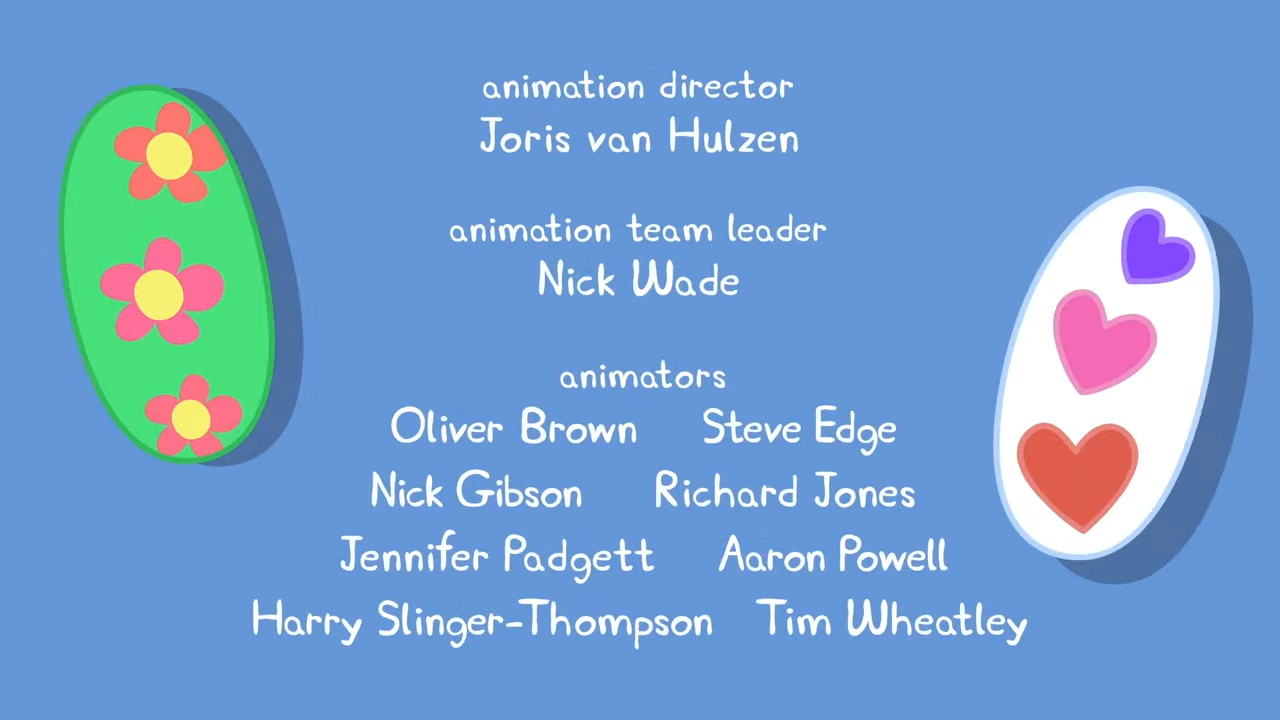 animation director
Joris van Hulzen
animation team leader
Nick Wade
animators
Oliver Brown Steve Edge
Nick Gibson Richard Jones
Jennifer Padgett Aaron Powell
Harry Slinger-Thompson Tim Wheatley